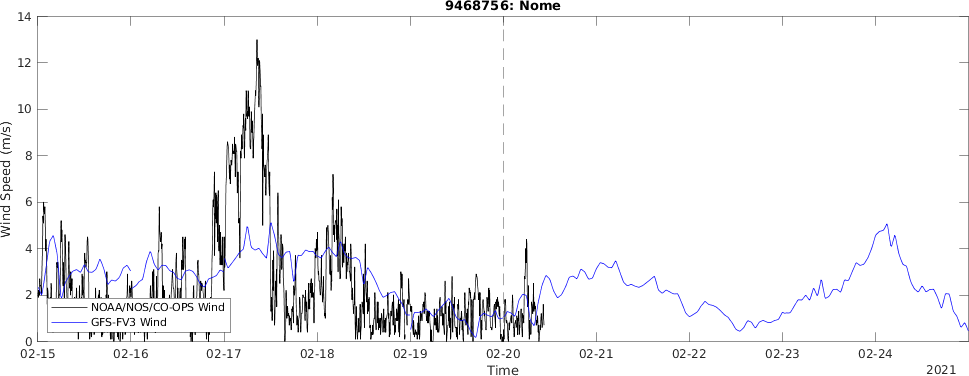 9468756: Nome
Wind Speed (m/s)
14
12
10
8
6
4
2
0
NOAA/NOS/CO-OPS Wind
GFS-FV3 Wind
02-15 02-16 02-17 02-18 02-19 02-20 02-21 02-22 02-23 02-24
Time
2021